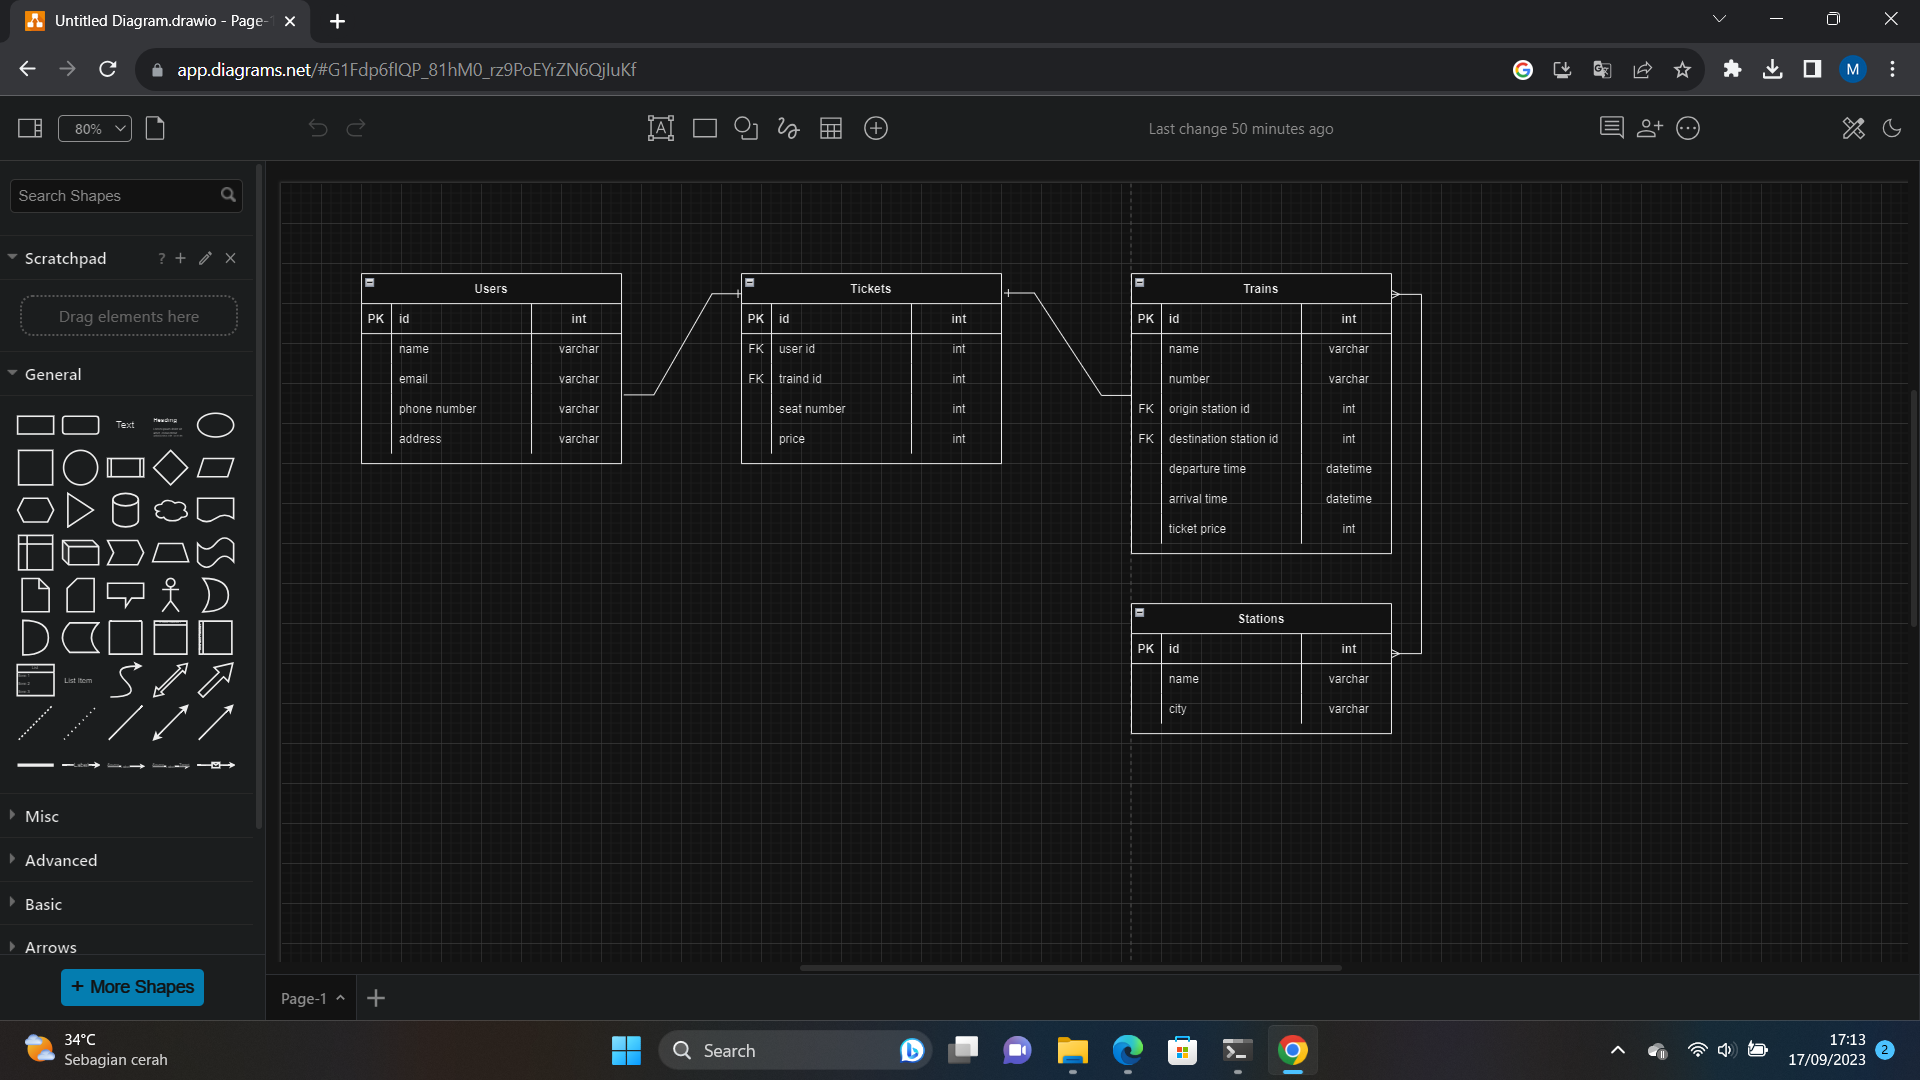 Untitled Diagram.drawio - Page-1
app.diagrams.net/#G1Fdp6fIQP_81hM0_rz9PoEYrZN6QjluKf
M
80%
Last change 50 minutes ago
Search Shapes
Scratchpad
?
Drag elements here
General
Text
Heading
List Item
Label
Misc
Advanced
Basic
Arrows
+ More Shapes
Users
PK id int
name varchar
email varchar
phone number varchar
address varchar
Tickets
PK id int
FK user id int
FK traind id int
seat number int
price int
Trains
PK id int
name varchar
number varchar
FK origin station id int
FK destination station id int
departure time datetime
arrival time datetime
ticket price int
Stations
PK id int
name varchar
city varchar
Page-1
34°C
Sebagian cerah
Search
17:13
17/09/2023
2